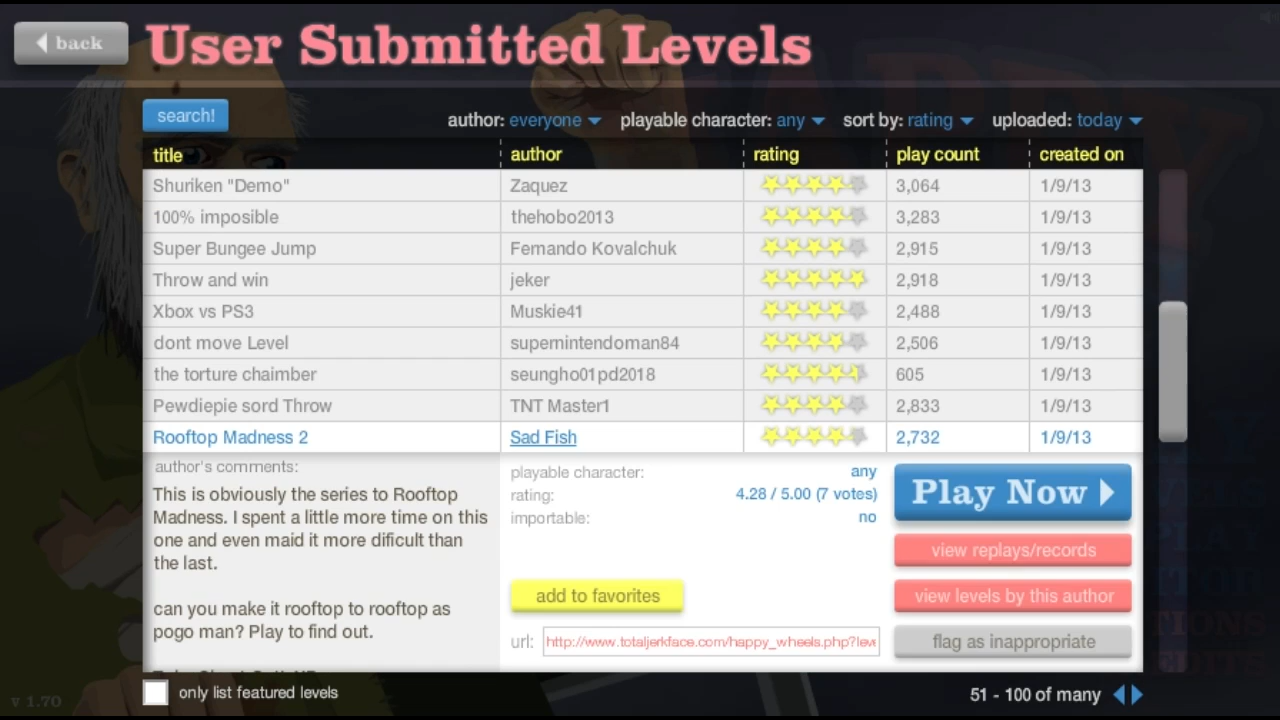 back
User Submitted Levels
search!
author: everyone playable character: any sort by: rating uploaded: today
title author rating play count created on
Shuriken "Demo" Zaquez 3,064 1/9/13
100% imposible thehobo2013 3,283 1/9/13
Super Bungee Jump Fernando Kovalchuk 2,915 1/9/13
Throw and win jeker 2,918 1/9/13
Xbox vs PS3 Muskie41 2,488 1/9/13
dont move Level supernintendoman84 2,506 1/9/13
the torture chaimber seungho01pd2018 605 1/9/13
Pewdiepie sord Throw TNT Master1 2,833 1/9/13
Rooftop Madness 2 Sad Fish 2,732 1/9/13
author's comments:
This is obviously the series to Rooftop
Madness. I spent a little more time on this
one and even maid it more dificult than
the last.
can you make it rooftop to rooftop as
pogo man? Play to find out.
playable character: any
rating: 4.28 / 5.00 (7 votes)
importable: no
add to favorites
url: http://www.totaljerkface.com/happy_wheels.php?leve
Play Now
view replays/records
view levels by this author
flag as inappropriate
v 1.70
only list featured levels
51 - 100 of many